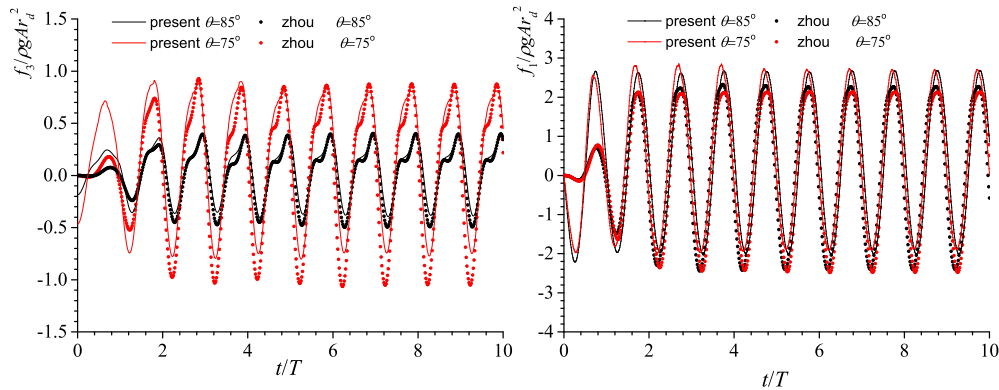 present θ=85° zhou θ=85°
present θ=75° zhou θ=75°
f₃/ρgAr_d²
1.5
1.0
0.5
0.0
-0.5
-1.0
-1.5
0 2 4 6 8 10
t/T
present θ=85° zhou θ=85°
present θ=75° zhou θ=75°
f₁/ρgAr_d²
4
3
2
1
0
-1
-2
-3
-4
0 2 4 6 8 10
t/T